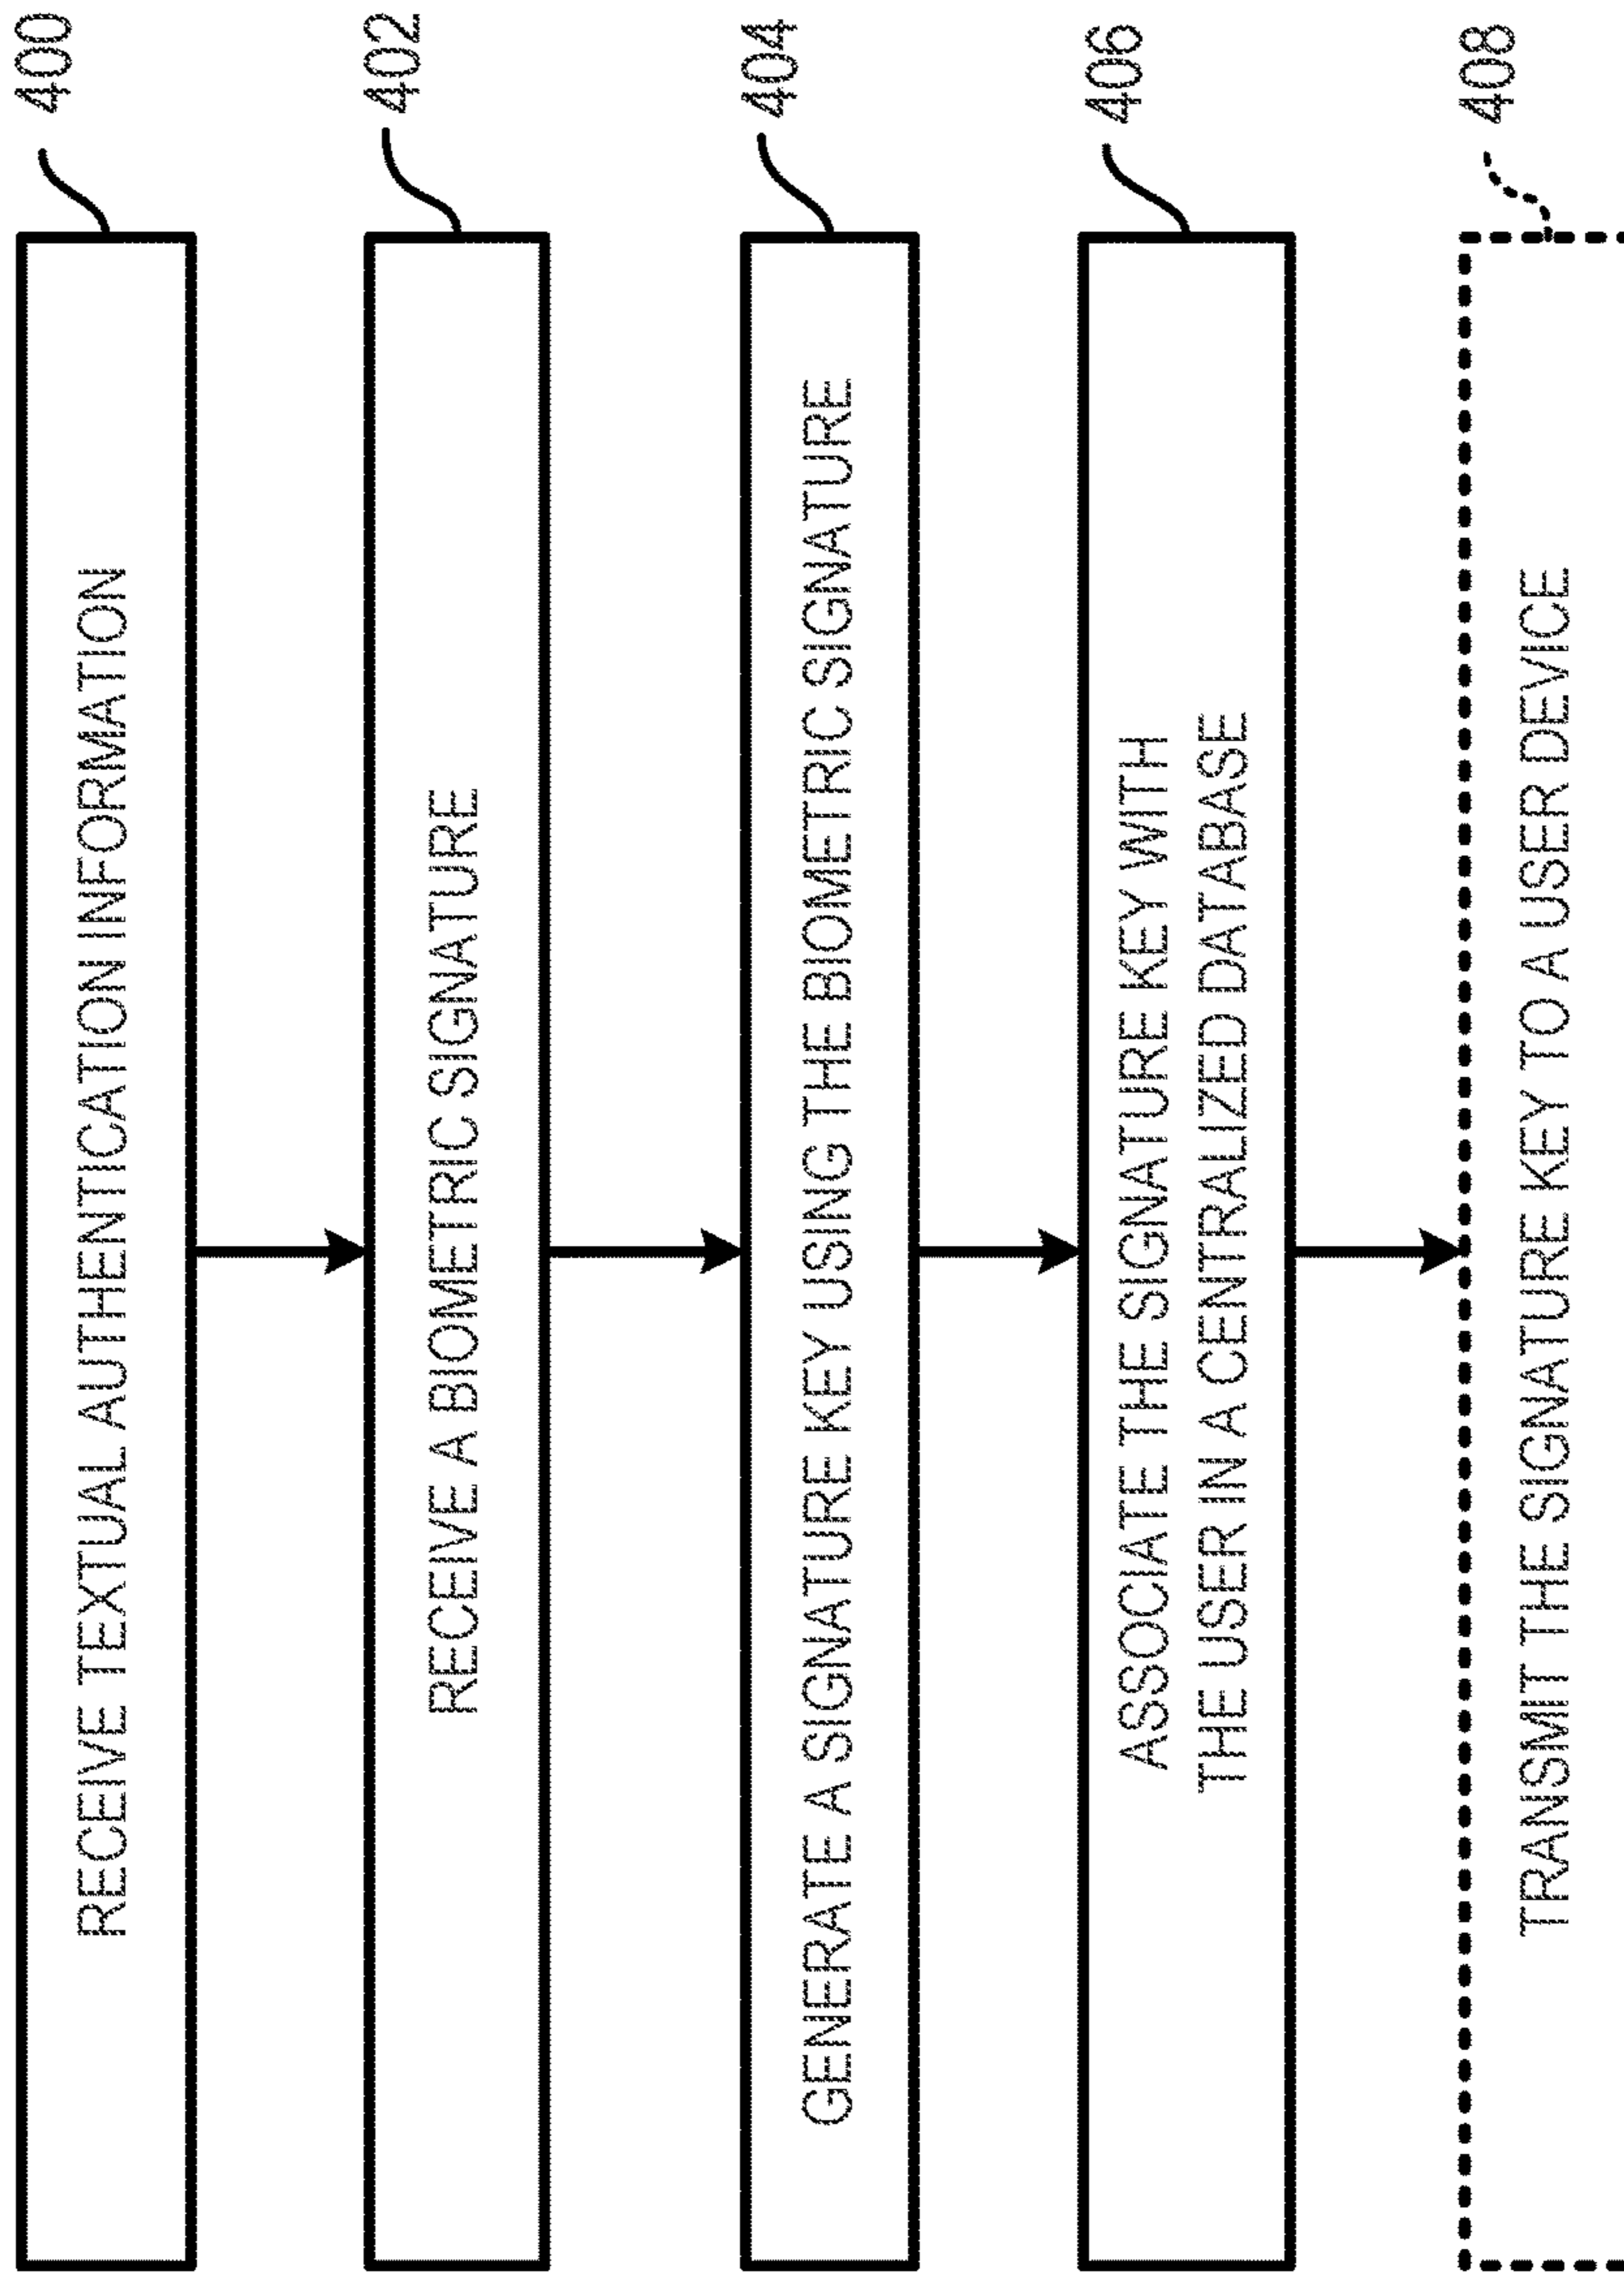 RECEIVE TEXTUAL AUTHENTICATION INFORMATION
400
RECEIVE A BIOMETRIC SIGNATURE
402
GENERATE A SIGNATURE KEY USING THE BIOMETRIC SIGNATURE
404
ASSOCIATE THE SIGNATURE KEY WITH
THE USER IN A CENTRALIZED DATABASE
406
TRANSMIT THE SIGNATURE KEY TO A USER DEVICE
408